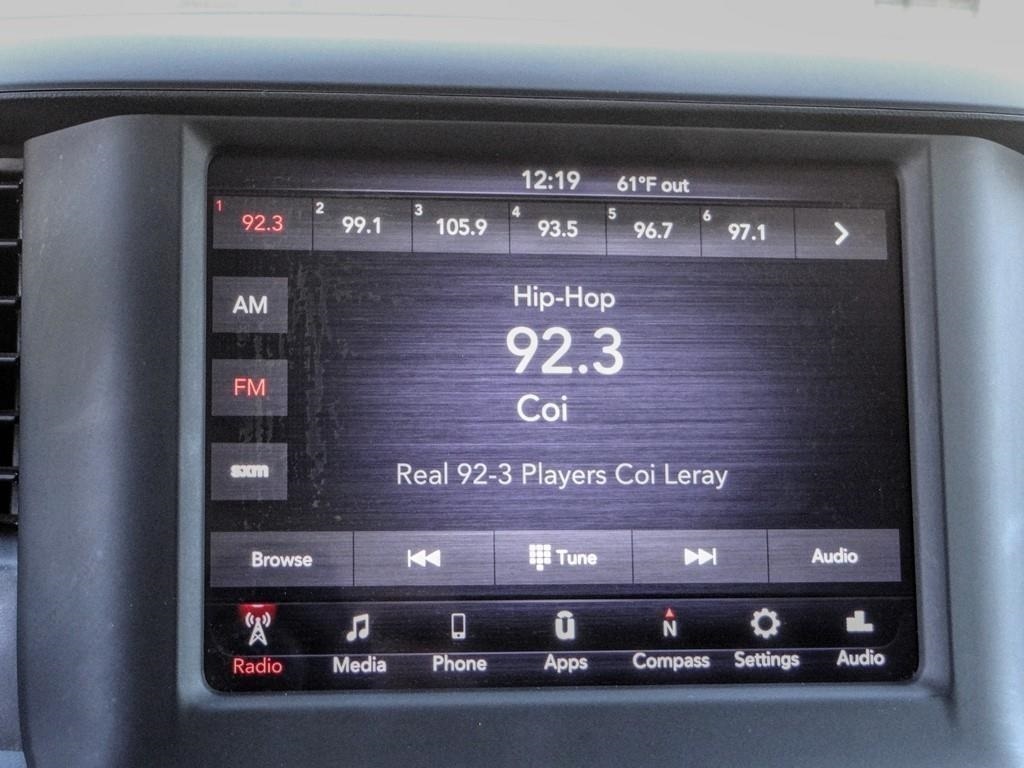 12:19 61°F out
1 92.3 2 99.1 3 105.9 4 93.5 5 96.7 6 97.1
AM
Hip-Hop
92.3
FM
Coi
sxm
Real 92-3 Players Coi Leray
Browse Tune Audio
N
Radio Media Phone Apps Compass Settings Audio